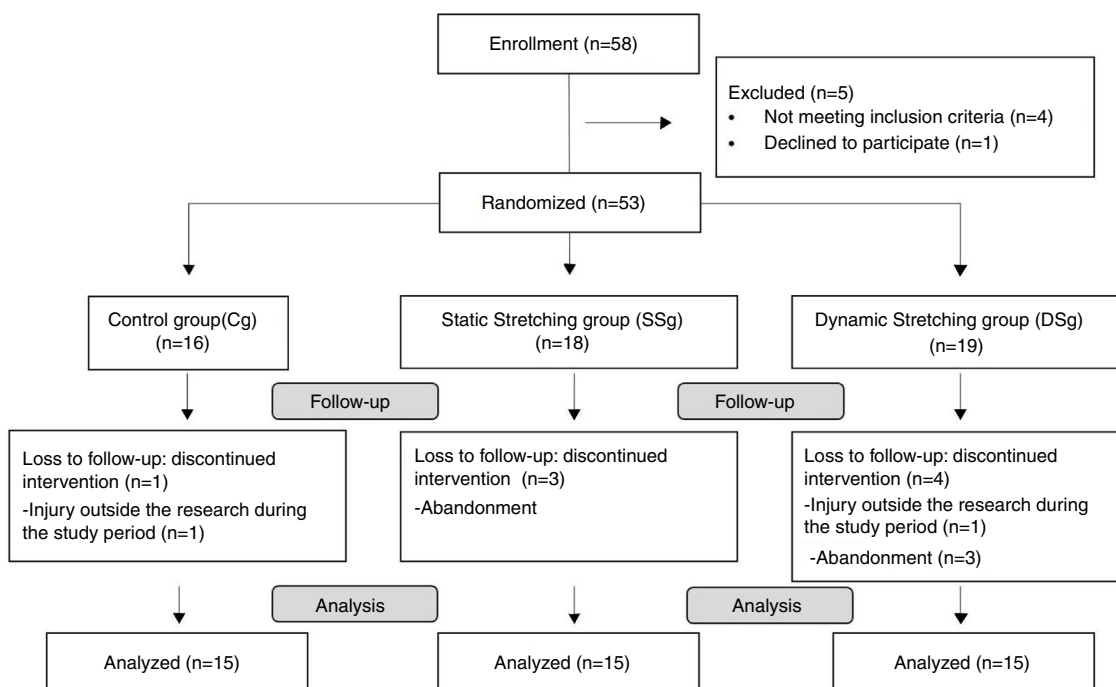 Enrollment (n=58)
Excluded (n=5)
• Not meeting inclusion criteria (n=4)
• Declined to participate (n=1)
Randomized (n=53)
Control group(Cg)
(n=16)
Static Stretching group (SSg)
(n=18)
Dynamic Stretching group (DSg)
(n=19)
Follow-up
Follow-up
Loss to follow-up: discontinued
intervention (n=1)
-Injury outside the research during
the study period (n=1)
Loss to follow-up: discontinued
intervention (n=3)
-Abandonment
Loss to follow-up: discontinued
intervention (n=4)
-Injury outside the research during
the study period (n=1)
-Abandonment (n=3)
Analysis
Analysis
Analyzed (n=15)
Analyzed (n=15)
Analyzed (n=15)